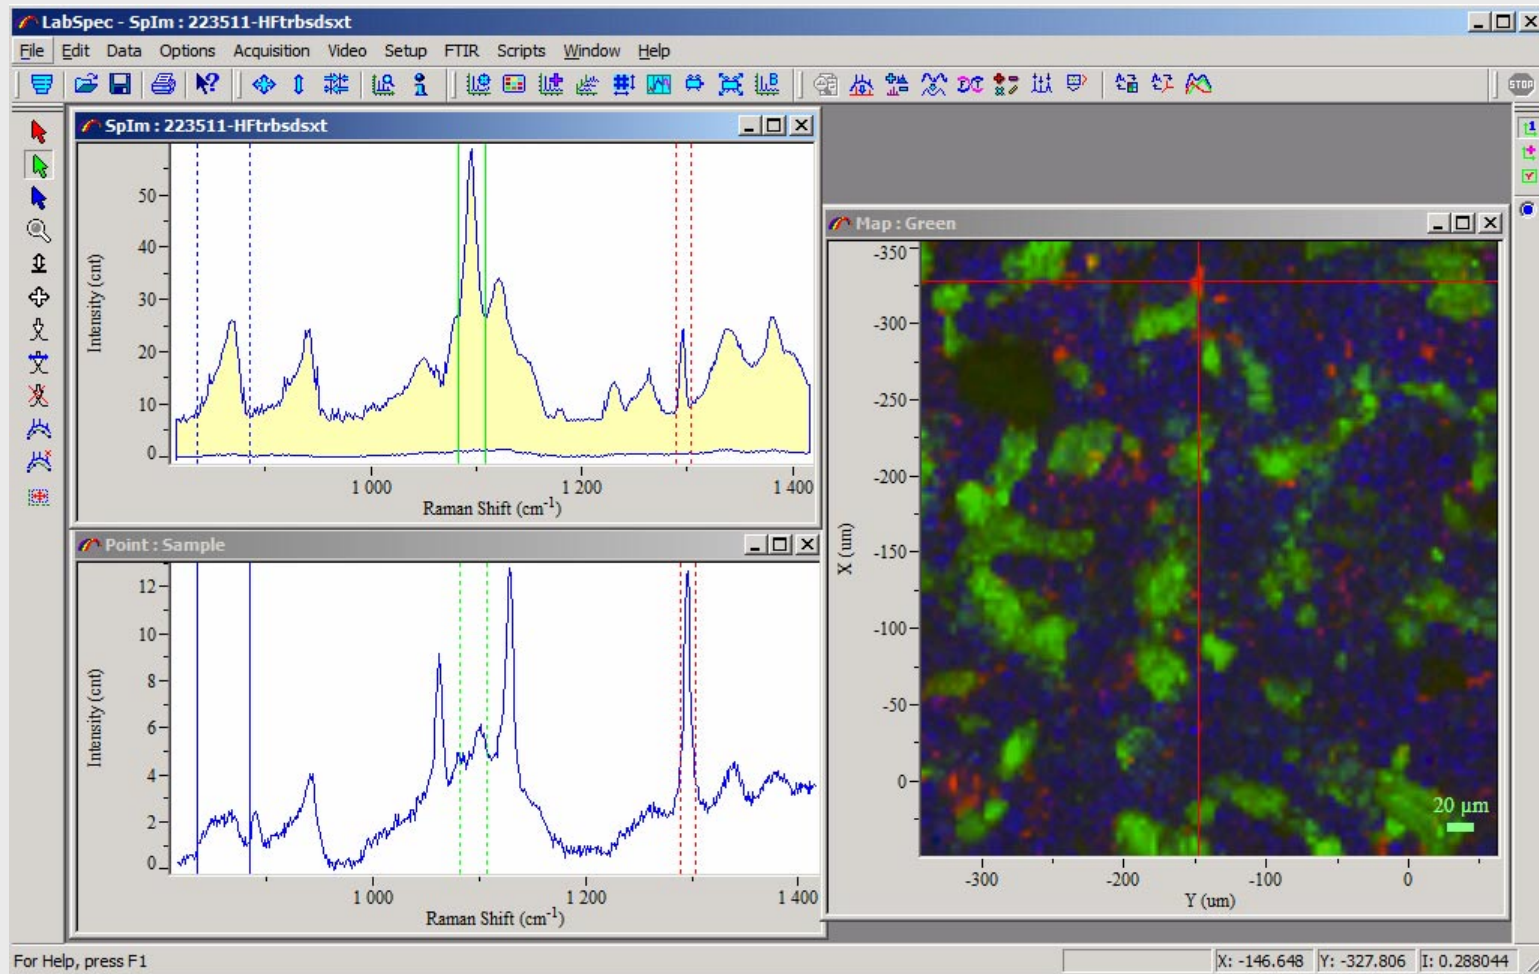 LabSpec - SpIm : 223511-HFtrbsdsxt
File Edit Data Options Acquisition Video Setup FTIR Scripts Window Help
STOP
SpIm : 223511-HFtrbsdsxt
50
40
30
20
10
0
Intensity (cnt)
1 000 1 200 1 400
Raman Shift (cm-1)
Point : Sample
12
10
8
6
4
2
0
Intensity (cnt)
1 000 1 200 1 400
Raman Shift (cm-1)
Map : Green
-350
-300
-250
-200
-150
-100
-50
0
X (um)
20 µm
-300 -200 -100 0
Y (um)
For Help, press F1
X: -146.648 Y: -327.806 I: 0.288044